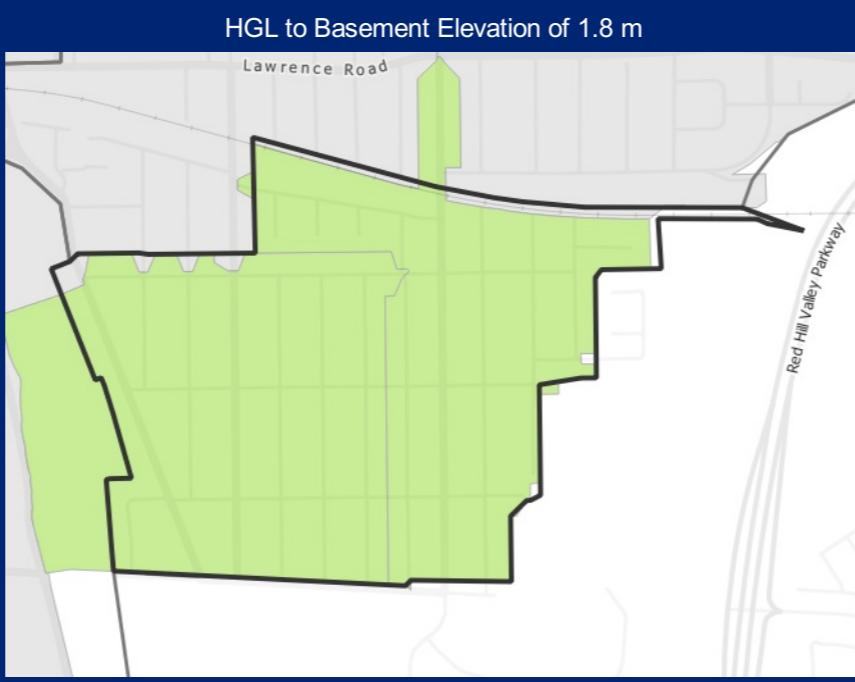 HGL to Basement Elevation of 1.8 m
Lawrence Road
Red Hill Valley Parkway